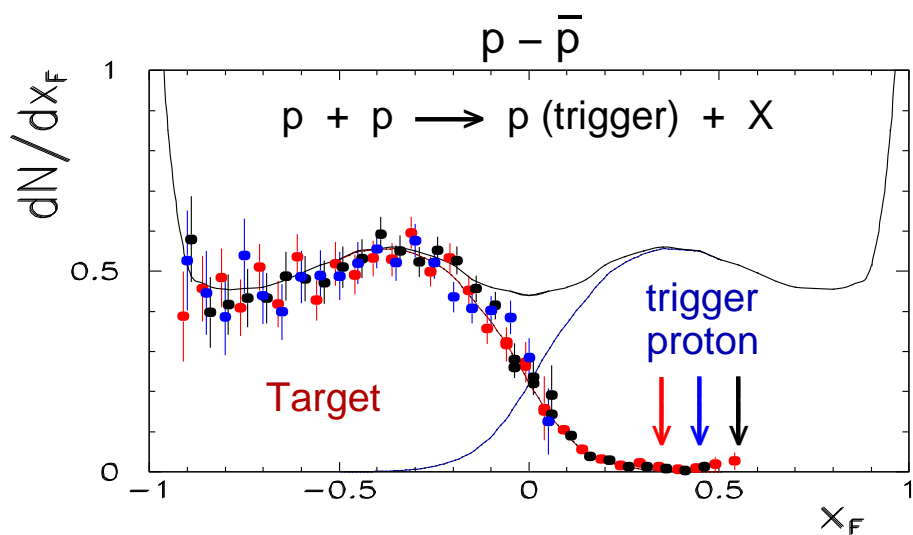 p – p̅
dN/dx_F
p + p ⟶ p (trigger) + X
1
0.5
0
trigger
proton
Target
-1 -0.5 0 0.5 1
x_F